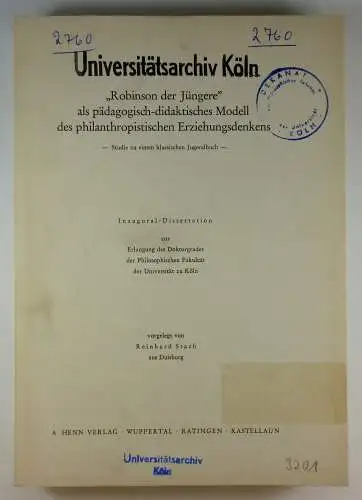 2760
2760
Universitätsarchiv Köln
„Robinson der Jüngere”
als pädagogisch-didaktisches Modell
des philanthropistischen Erziehungsdenkens
— Studie zu einem klassischen Jugendbuch —
DEKANAT
der Universität
KÖLN
Inaugural-Dissertation
zur
Erlangung des Doktorgrades
der Philosophischen Fakultät
der Universität zu Köln
vorgelegt von
Reinhard Stach
aus Duisburg
A HENN VERLAG · WUPPERTAL · RATINGEN · KASTELLAUN
Universitätsarchiv
Köln
3201